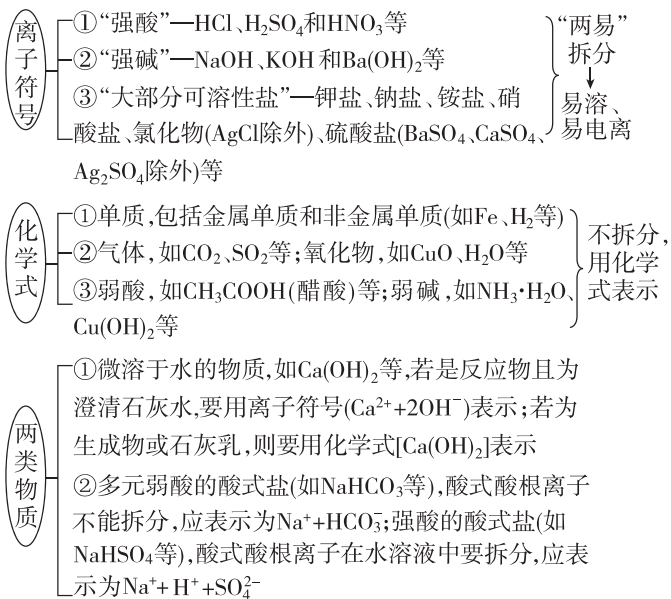 离子符号
①“强酸”—HCl、H₂SO₄和HNO₃等
②“强碱”—NaOH、KOH和Ba(OH)₂等
③“大部分可溶性盐”—钾盐、钠盐、铵盐、硝
酸盐、氯化物(AgCl除外)、硫酸盐(BaSO₄、CaSO₄、
Ag₂SO₄除外)等
“两易”
拆分
易溶、
易电离
化学式
①单质,包括金属单质和非金属单质(如Fe、H₂等)
②气体,如CO₂、SO₂等;氧化物,如CuO、H₂O等
③弱酸,如CH₃COOH(醋酸)等;弱碱,如NH₃·H₂O、
Cu(OH)₂等
不拆分,
用化学
式表示
两类物质
①微溶于水的物质,如Ca(OH)₂等,若是反应物且为
澄清石灰水,要用离子符号(Ca²⁺+2OH⁻)表示;若为
生成物或石灰乳,则要用化学式[Ca(OH)₂]表示
②多元弱酸的酸式盐(如NaHCO₃等),酸式酸根离子
不能拆分,应表示为Na⁺+HCO₃⁻;强酸的酸式盐(如
NaHSO₄等),酸式酸根离子在水溶液中要拆分,应表
示为Na⁺+H⁺+SO₄²⁻